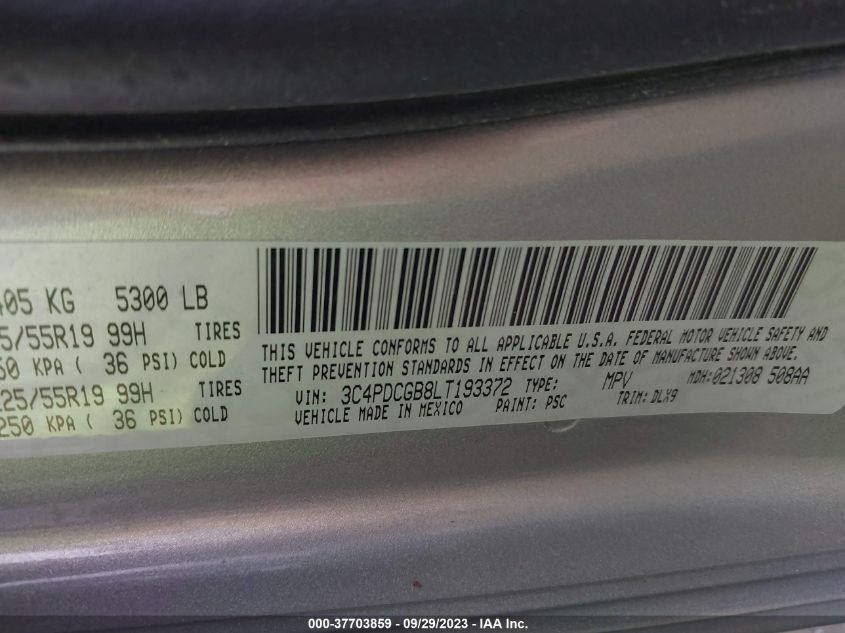 405 KG 5300 LB
5/55R19 99H TIRES
50 KPA ( 36 PSI) COLD
225/55R19 99H TIRES
250 KPA ( 36 PSI) COLD
THIS VEHICLE CONFORMS TO ALL APPLICABLE U.S.A. FEDERAL MOTOR VEHICLE SAFETY AND
THEFT PREVENTION STANDARDS IN EFFECT ON THE DATE OF MANUFACTURE SHOWN ABOVE.
VIN: 3C4PDCGB8LT193372 TYPE: MPV MDH:021308 508AA
VEHICLE MADE IN MEXICO PAINT: PSC TRIM: DLX9
000-37703859 - 09/29/2023 - IAA Inc.